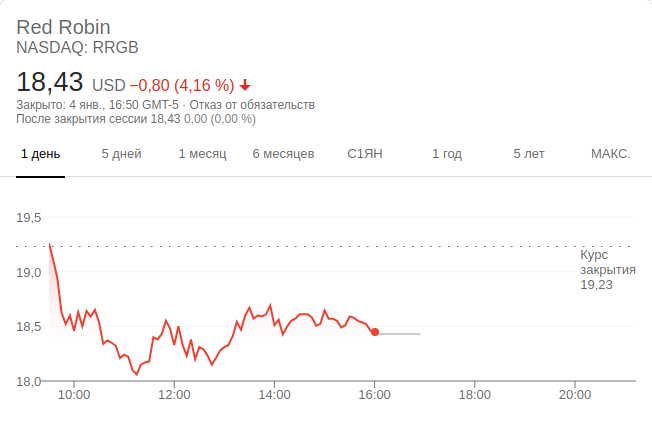 Red Robin
NASDAQ: RRGB
18,43 USD −0,80 (4,16 %)
Закрыто: 4 янв., 16:50 GMT-5 · Отказ от обязательств
После закрытия сессии 18,43 0,00 (0,00 %)
1 день 5 дней 1 месяц 6 месяцев С1ЯН 1 год 5 лет МАКС.
19,5
Курс
закрытия
19,23
19,0
18,5
18,0
10:00 12:00 14:00 16:00 18:00 20:00